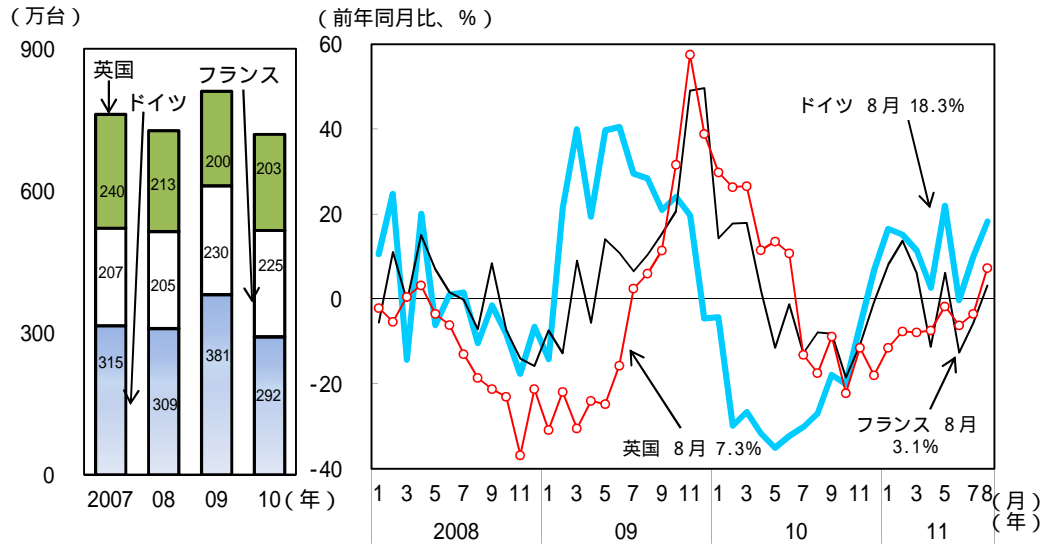 （万台）
900
600
300
0
英国
ドイツ
フランス
240
207
315
213
205
309
200
230
381
203
225
292
2007 08 09 10（年）
（前年同月比、％）
60
40
20
0
-20
-40
ドイツ 8月 18.3%
英国 8月 7.3%
フランス 8月
3.1%
1 3 5 7 9 11 1 3 5 7 9 11 1 3 5 7 9 11 1 3 5 7 8（月）
2008 09 10 11（年）